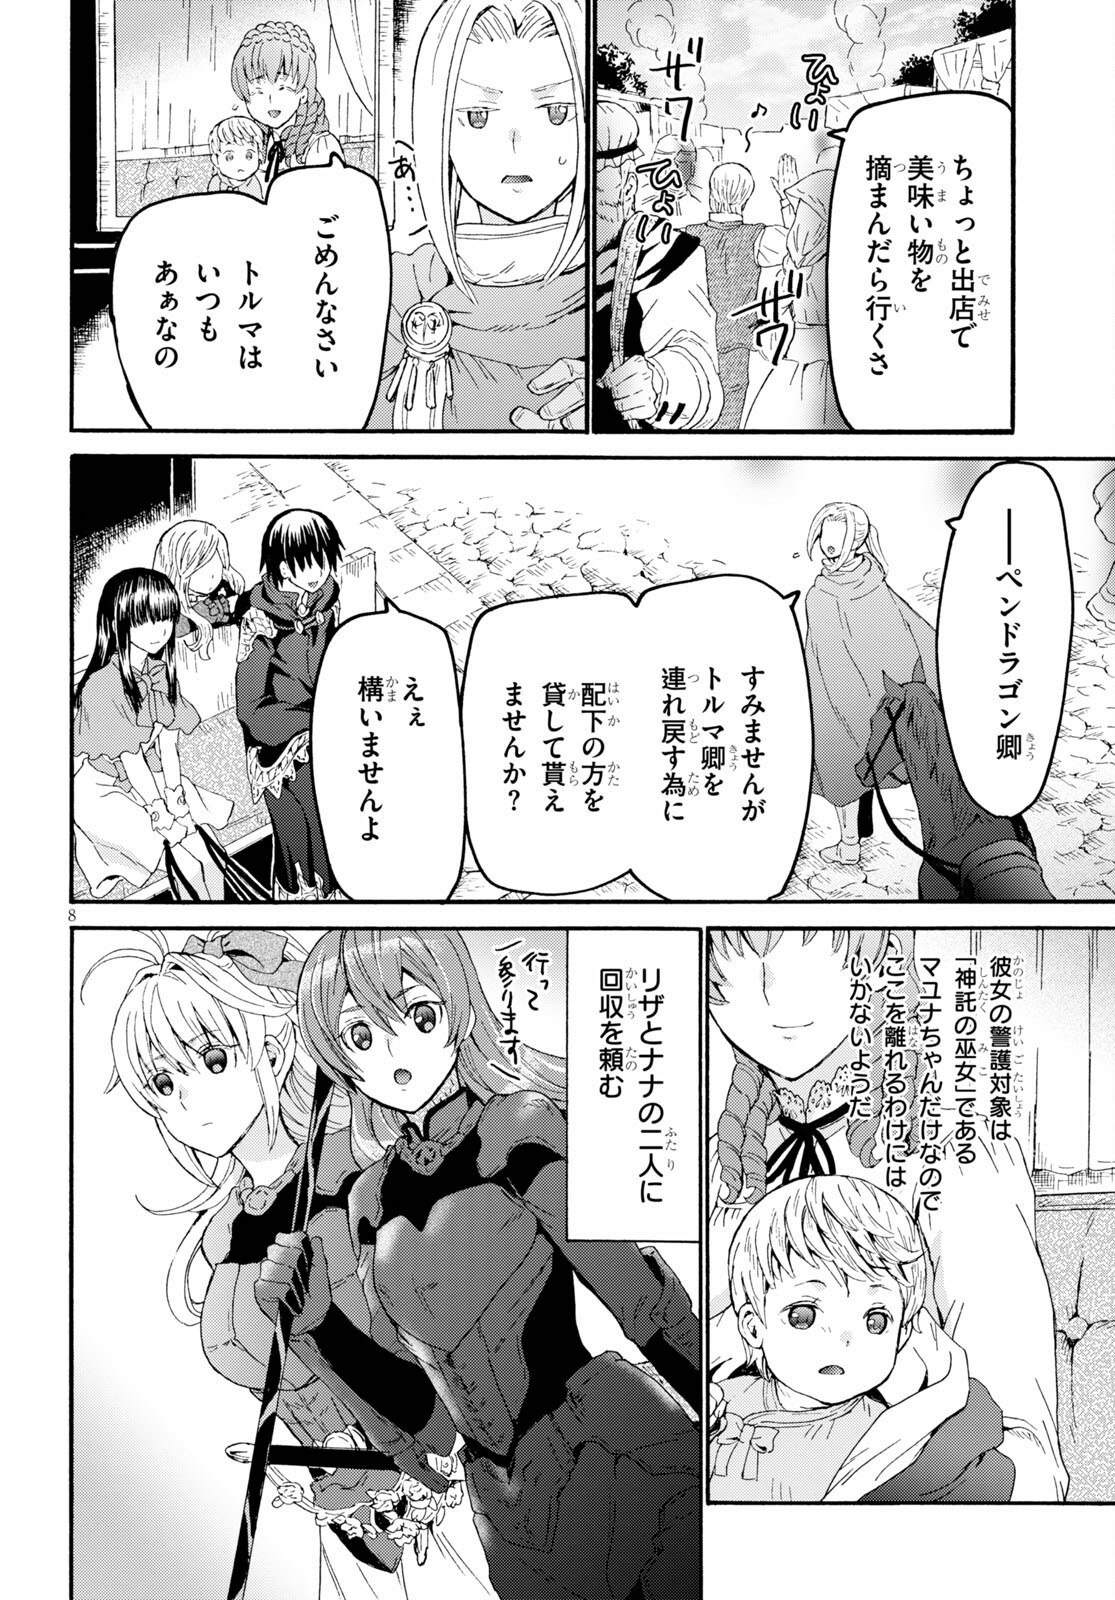 ちょっと出店で
美味い物を
摘まんだら行くさ
ひょい
ひょい
ザワ
ザワ
あ…
ごめんなさい
トルマは
いつも
あぁなの
――ペンドラゴン卿
すみませんが
トルマ卿を
連れ戻す為に
配下の方を
貸して貰え
ませんか？
えぇ
構いませんよ
8
彼女の警護対象は
「神託の巫女」である
マユナちゃんだけなので
ここを離れるわけには
いかないようだ
リザとナナの二人に
回収を頼む
行って
参ります